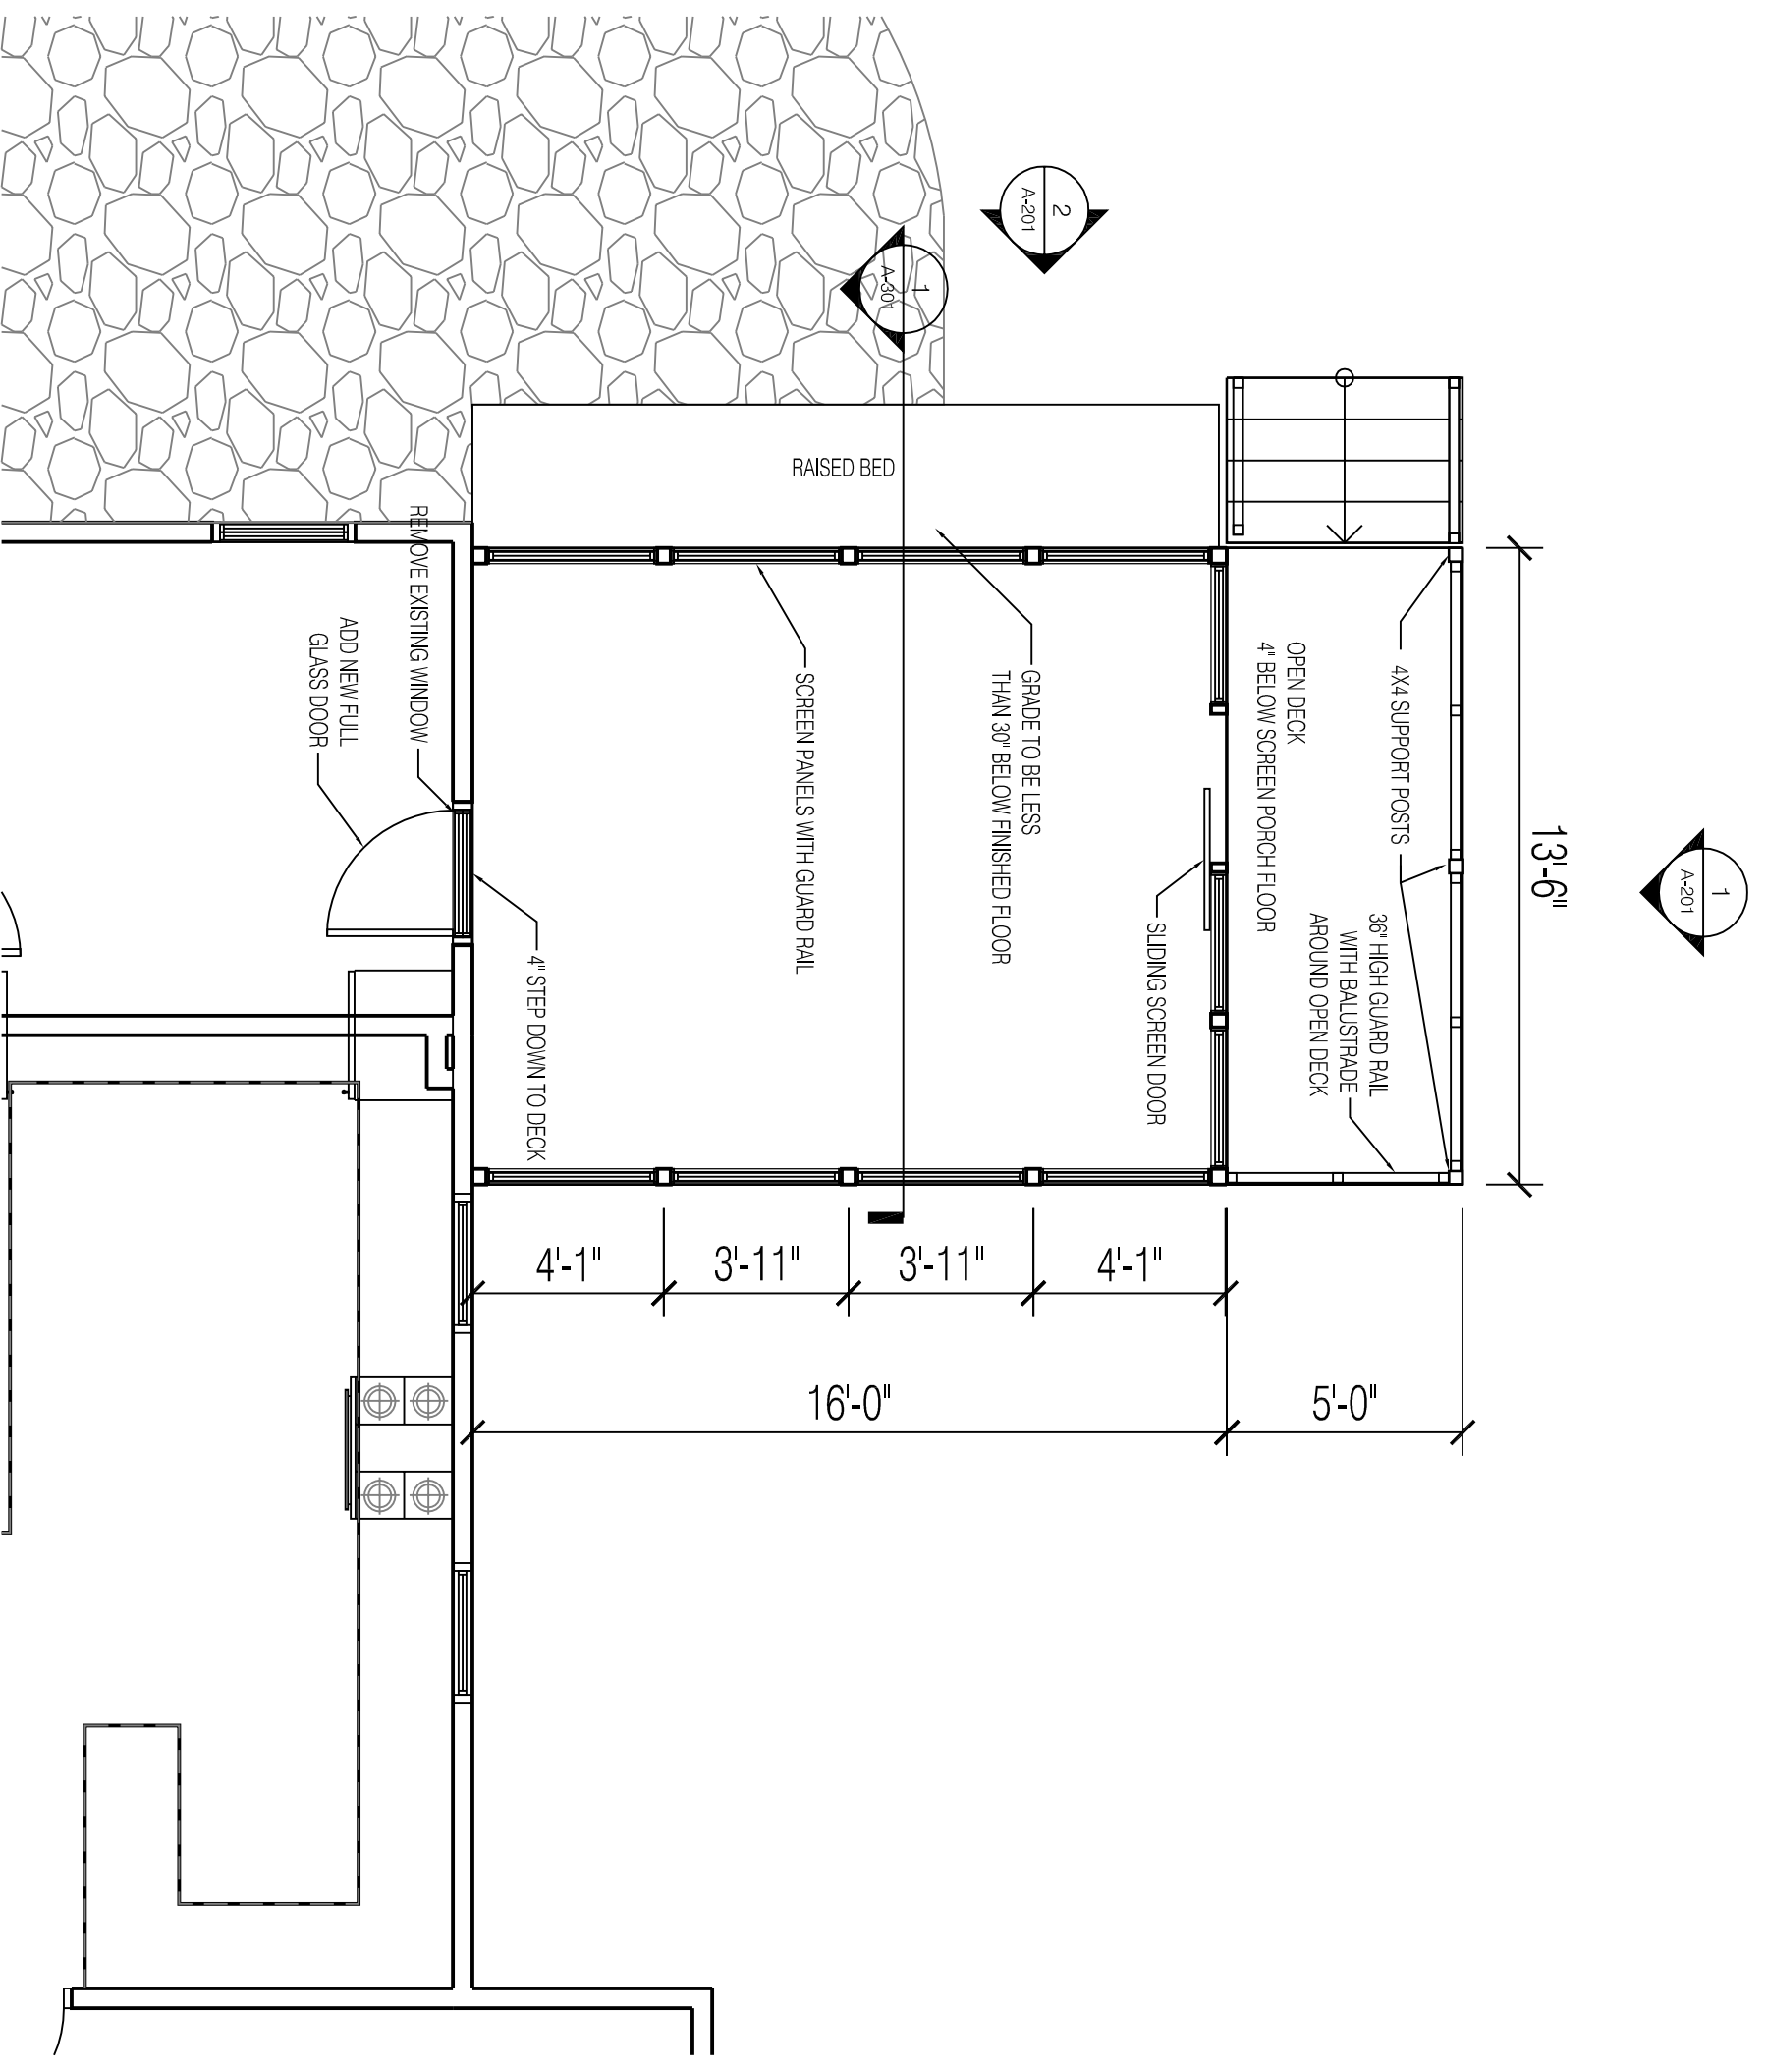 2
A-201
1
A-301
1
A-201
13'-6"
RAISED BED
4X4 SUPPORT POSTS
OPEN DECK
4" BELOW SCREEN PORCH FLOOR
36" HIGH GUARD RAIL
WITH BALUSTRADE
AROUND OPEN DECK
SLIDING SCREEN DOOR
GRADE TO BE LESS
THAN 30" BELOW FINISHED FLOOR
SCREEN PANELS WITH GUARD RAIL
4" STEP DOWN TO DECK
REMOVE EXISTING WINDOW
ADD NEW FULL
GLASS DOOR
4'-1"
3'-11"
3'-11"
4'-1"
16'-0"
5'-0"